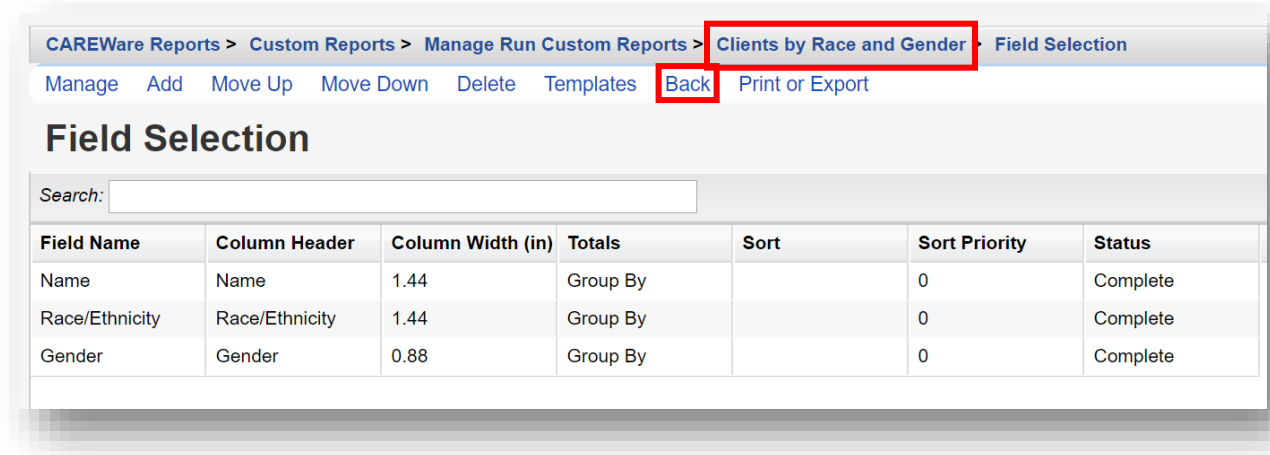 CAREWare Reports > Custom Reports > Manage Run Custom Reports > Clients by Race and Gender > Field Selection
Manage Add Move Up Move Down Delete Templates Back Print or Export
Field Selection
Search:
Field Name Column Header Column Width (in) Totals Sort Sort Priority Status
Name Name 1.44 Group By 0 Complete
Race/Ethnicity Race/Ethnicity 1.44 Group By 0 Complete
Gender Gender 0.88 Group By 0 Complete